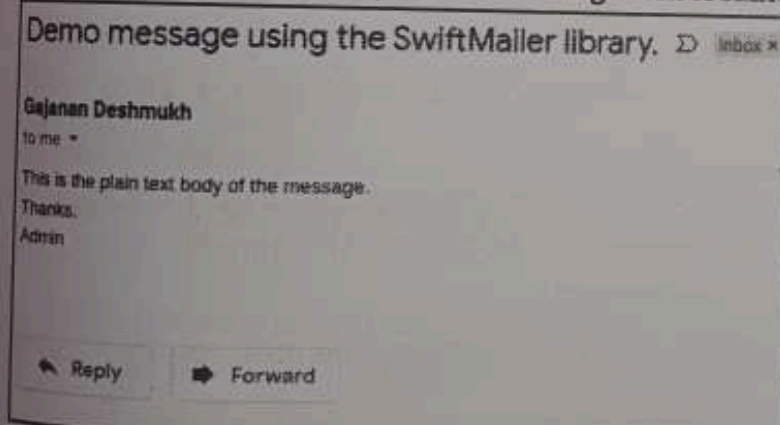 Demo message using the SwiftMailer library. Inbox ×
Gajanan Deshmukh
to me
This is the plain text body of the message.
Thanks.
Admin
Reply Forward